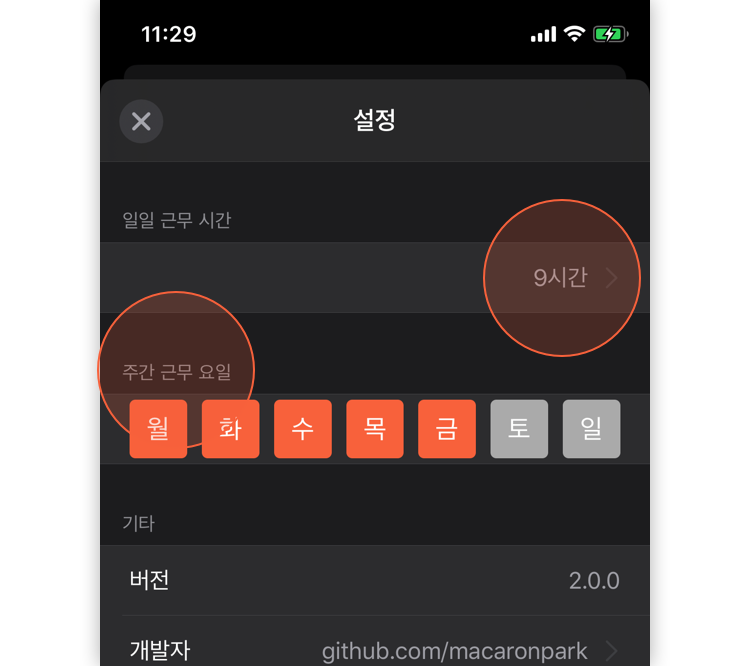 11:29
설정
일일 근무 시간
9시간
주간 근무 요일
월 화 수 목 금 토 일
기타
버전 2.0.0
개발자 github.com/macaronpark